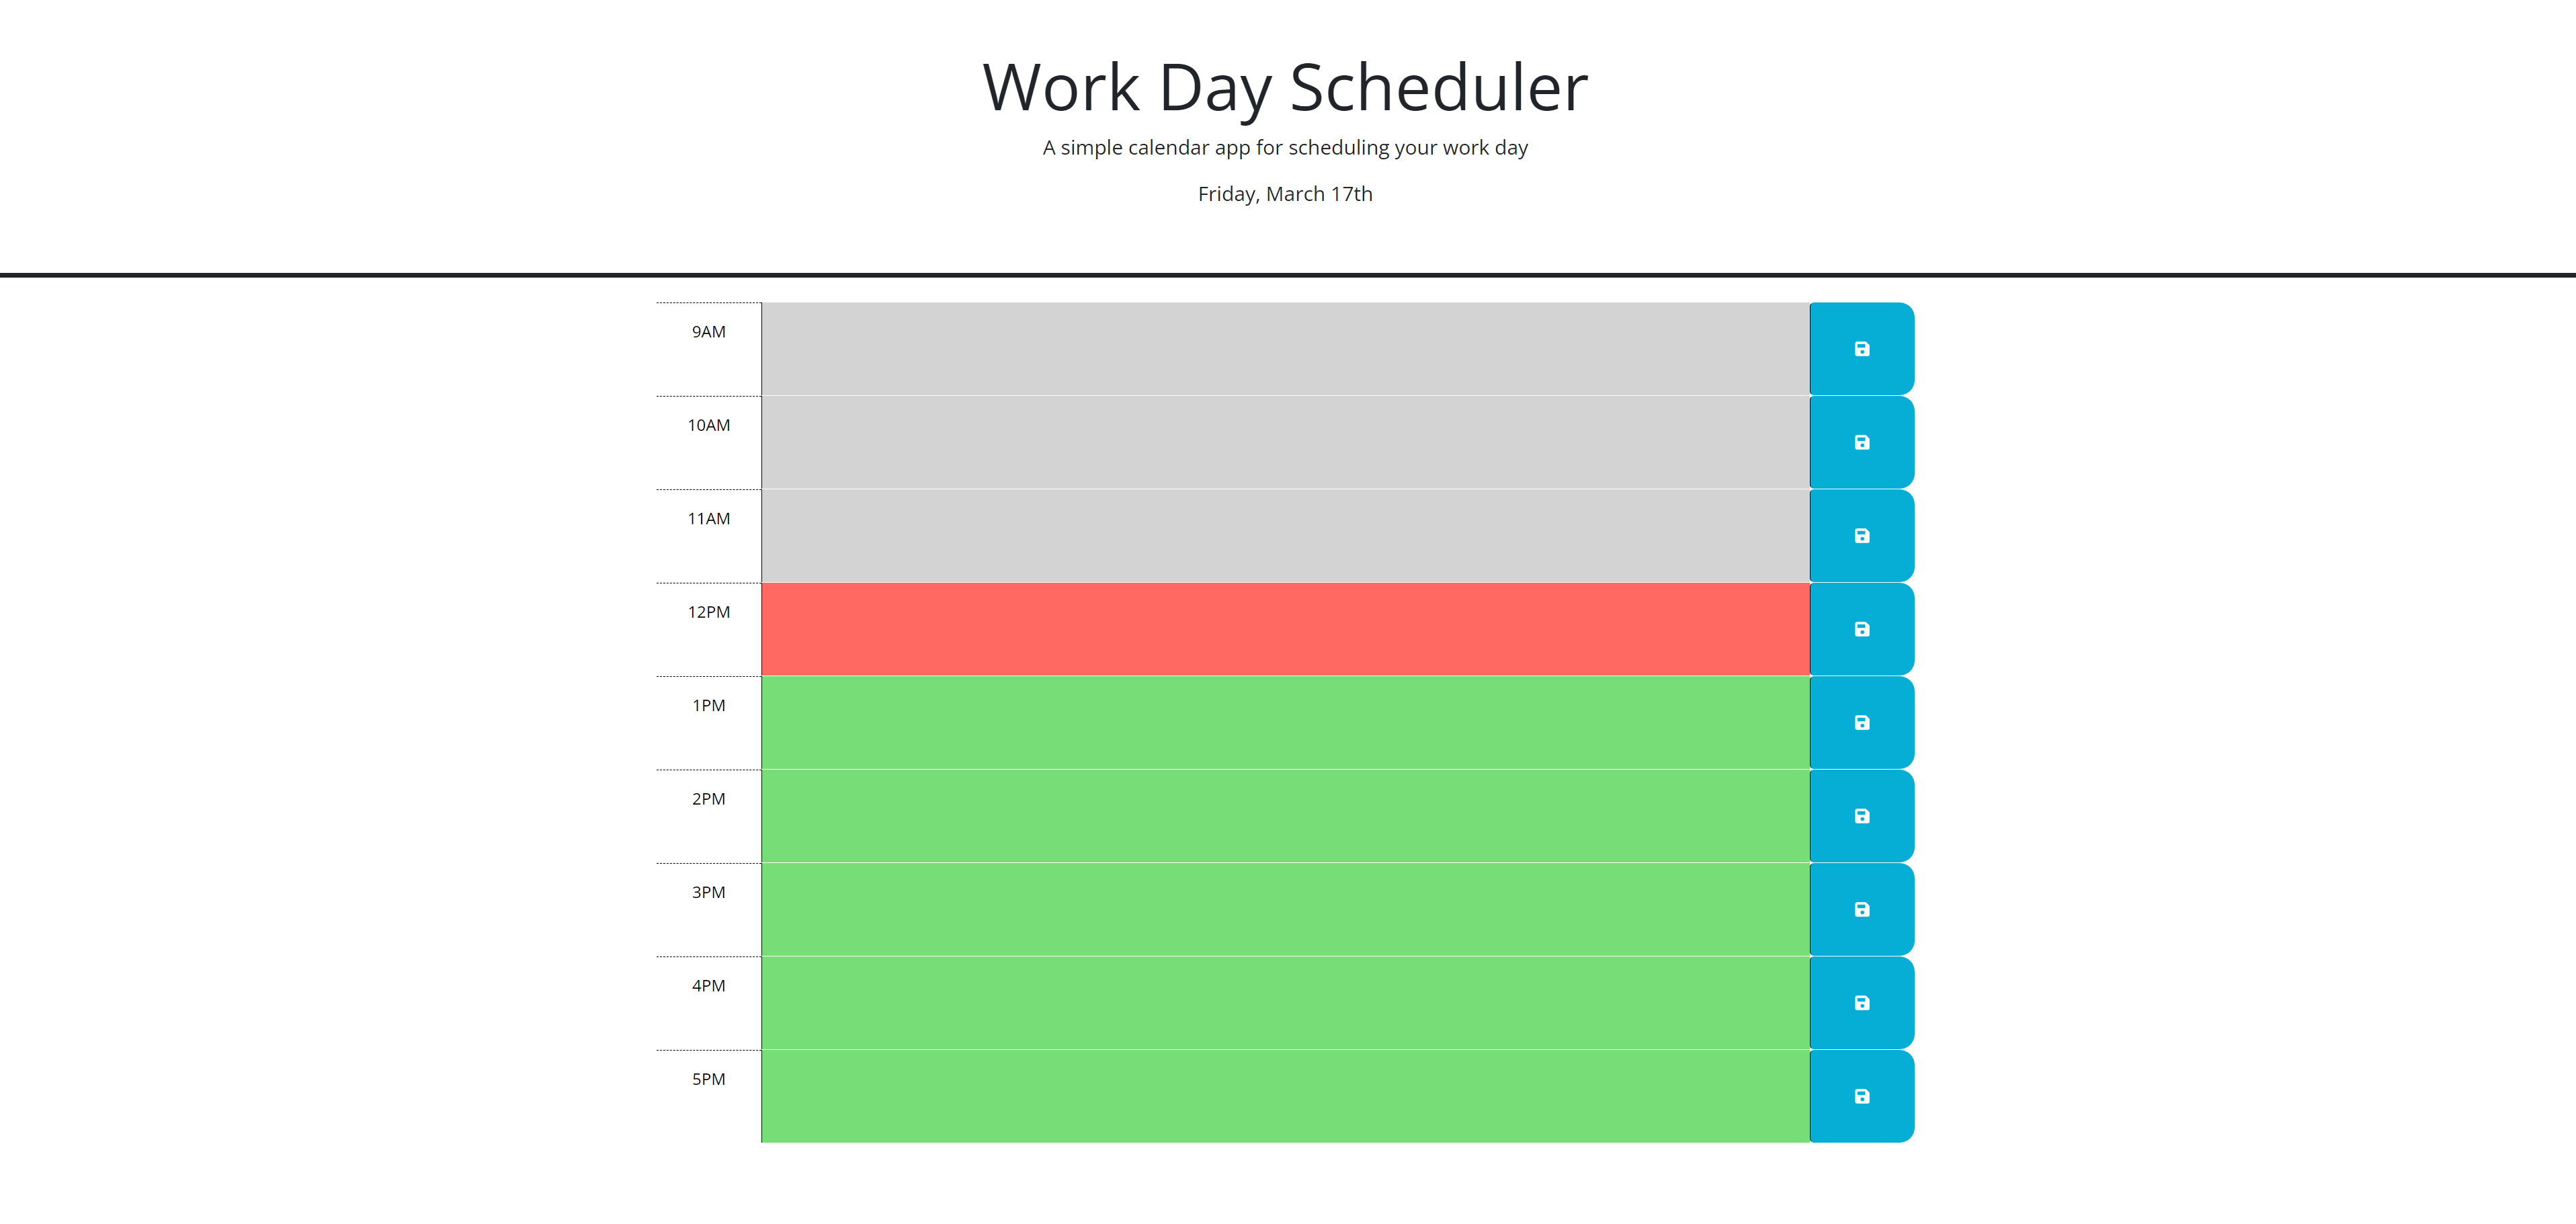 Work Day Scheduler
A simple calendar app for scheduling your work day
Friday, March 17th
9AM
10AM
11AM
12PM
1PM
2PM
3PM
4PM
5PM